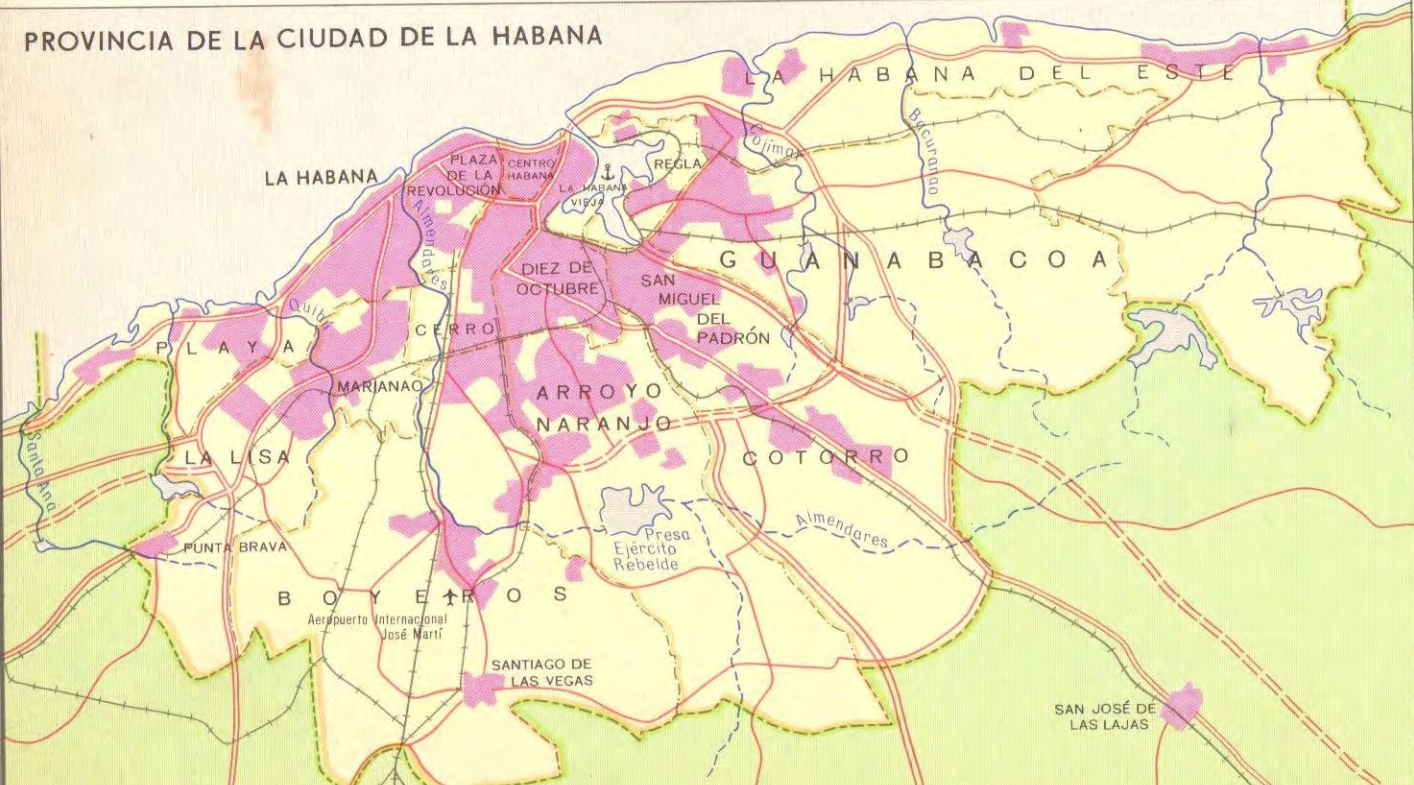 PROVINCIA DE LA CIUDAD DE LA HABANA
LA HABANA DEL ESTE
Cojímar
Bacuranao
LA HABANA
PLAZA
DE LA
REVOLUCIÓN
CENTRO
HABANA
LA HABANA
VIEJA
REGLA
Almendares
GUANABACOA
DIEZ DE
OCTUBRE
SAN
MIGUEL
DEL
PADRÓN
Quibú
CERRO
PLAYA
MARIANAO
ARROYO
NARANJO
LA LISA
COTORRO
Santa Ana
PUNTA BRAVA
Presa
Ejército
Rebelde
Almendares
BOYEROS
Aeropuerto Internacional
José Martí
SANTIAGO DE
LAS VEGAS
SAN JOSÉ DE
LAS LAJAS